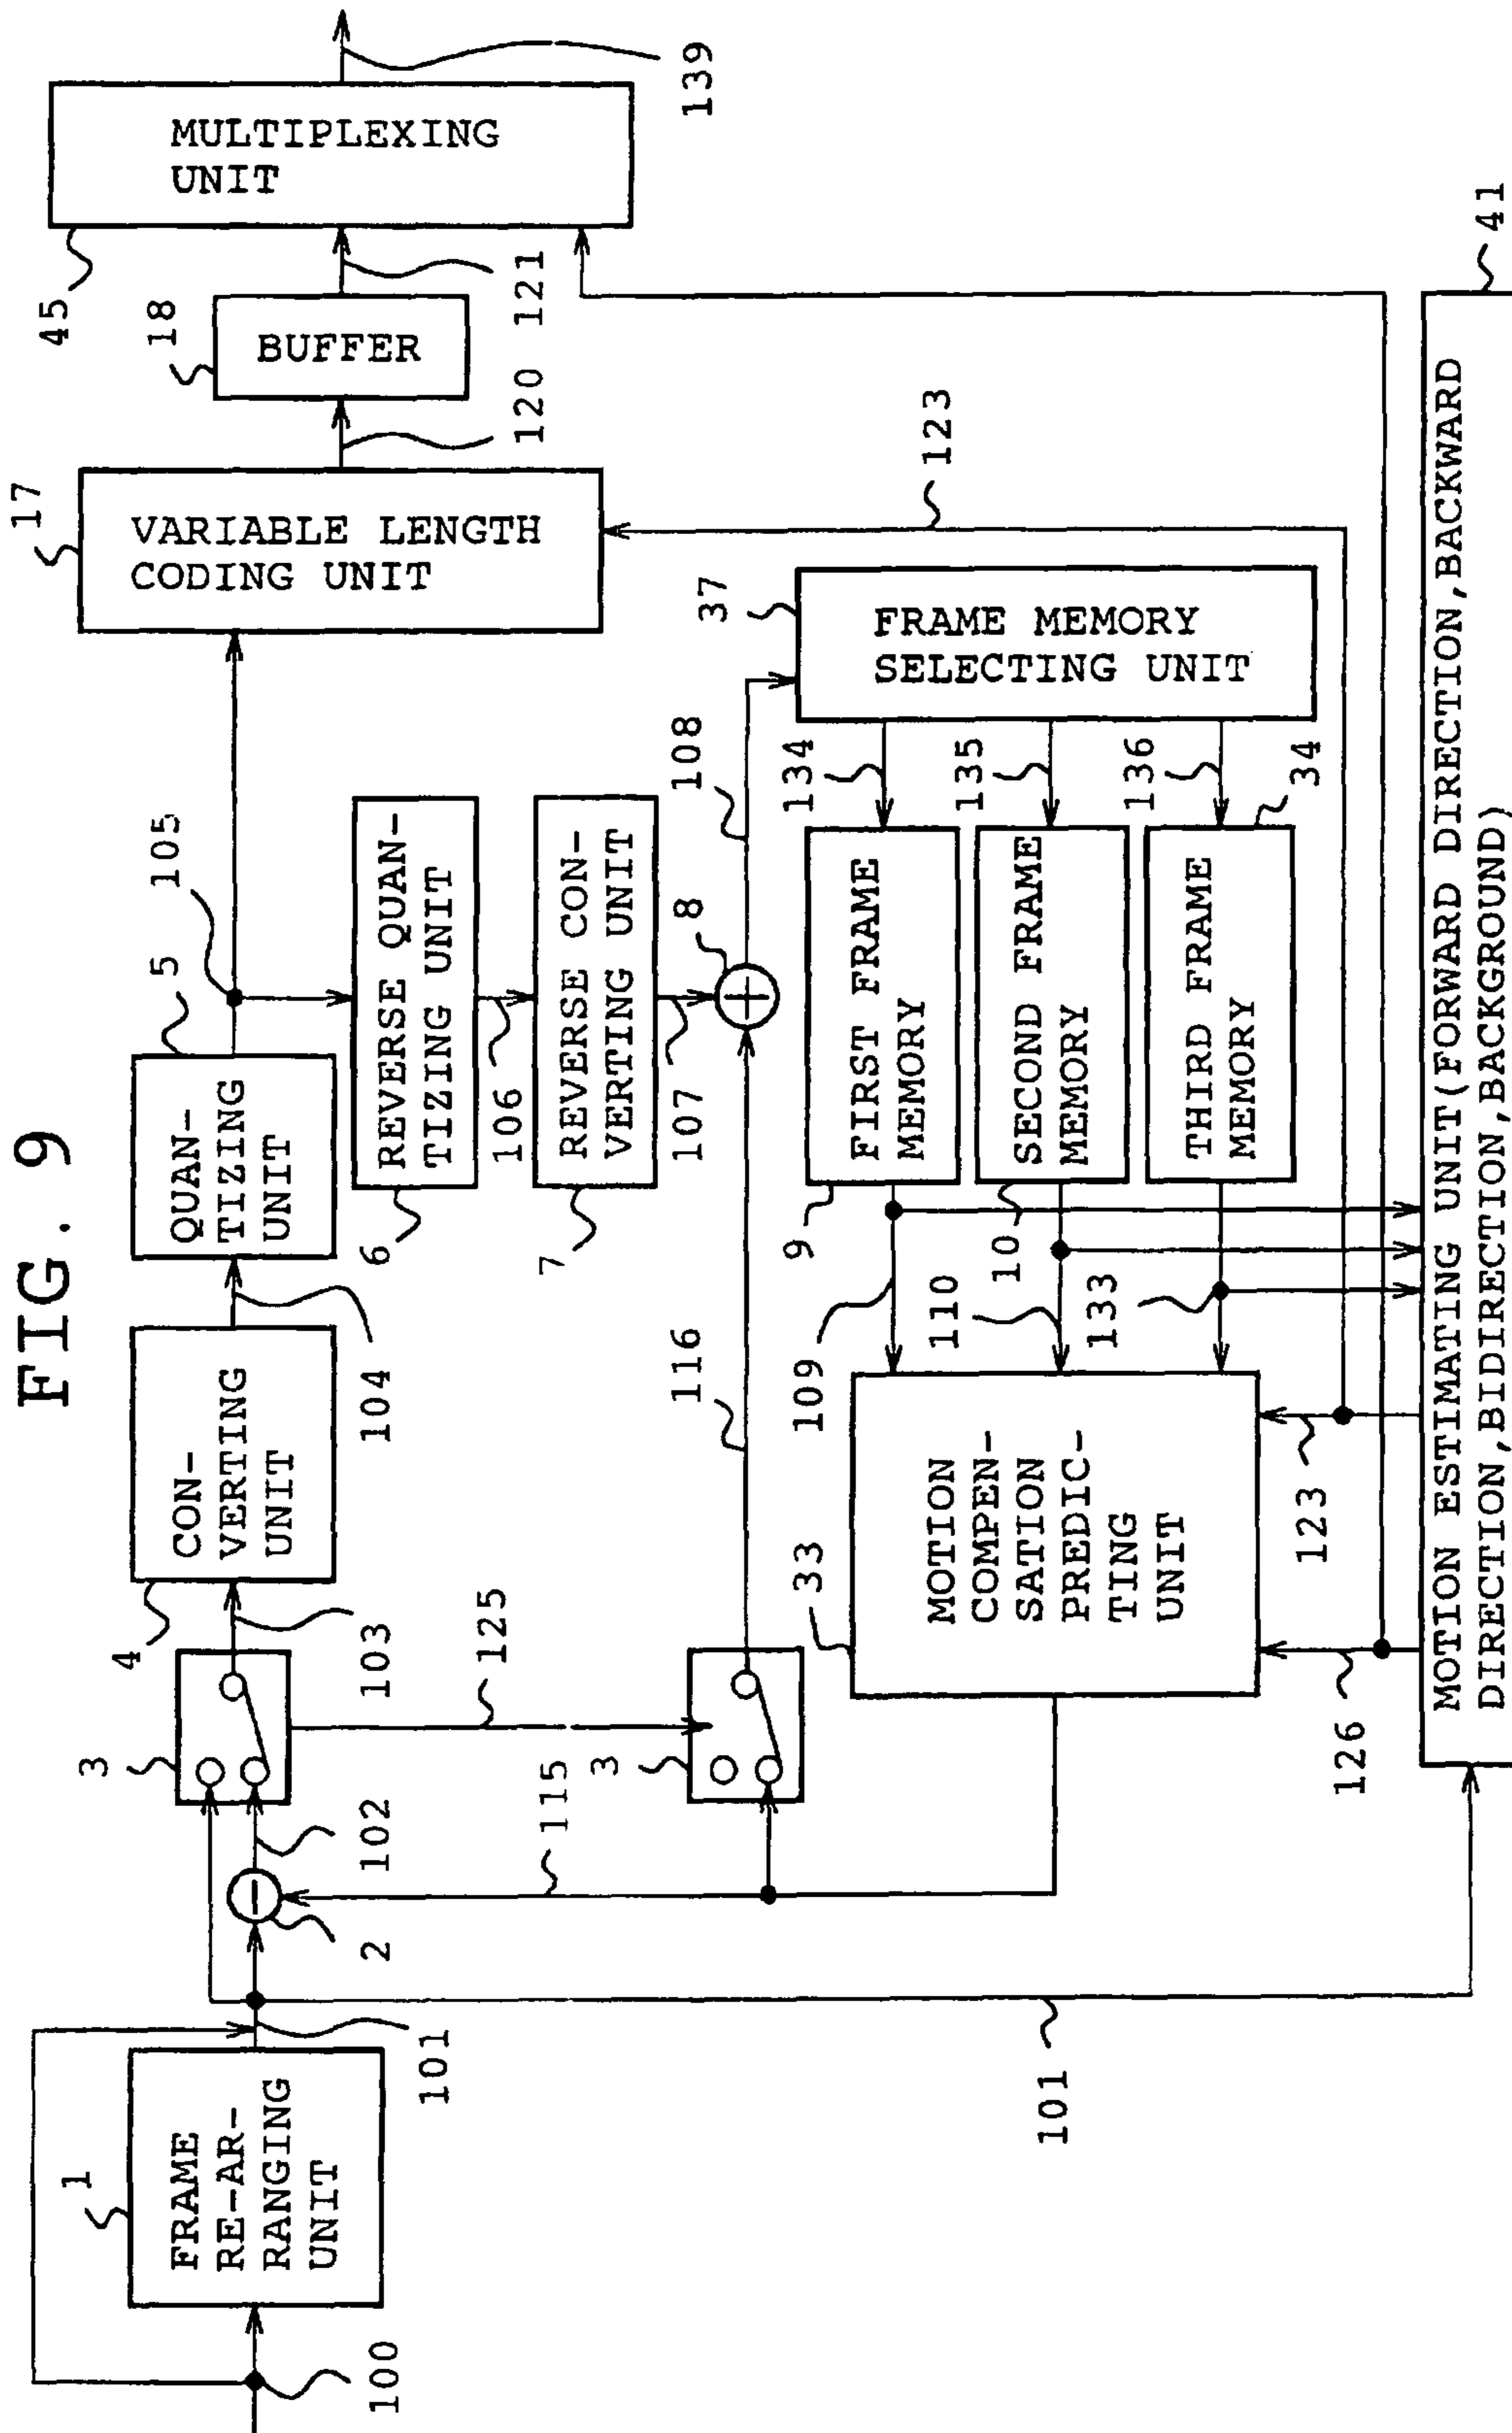 FIG. 9
100
1
FRAME
RE-AR-
RANGING
UNIT
101
101
2
102
3
103
125
115
3
4
CON-
VERTING
UNIT
104
5
QUAN-
TIZING
UNIT
105
6
REVERSE QUAN-
TIZING UNIT
106
7
REVERSE CON-
VERTING UNIT
107
8
108
116
17
VARIABLE LENGTH
CODING UNIT
120
18
BUFFER
121
45
MULTIPLEXING
UNIT
139
123
37
FRAME MEMORY
SELECTING UNIT
134
135
136
34
FIRST FRAME
MEMORY
SECOND FRAME
MEMORY
THIRD FRAME
MEMORY
9
10
109
110
133
33
MOTION
COMPEN-
SATION
PREDIC-
TING
UNIT
126
123
41
MOTION ESTIMATING UNIT(FORWARD DIRECTION,BACKWARD
DIRECTION,BIDIRECTION,BACKGROUND)